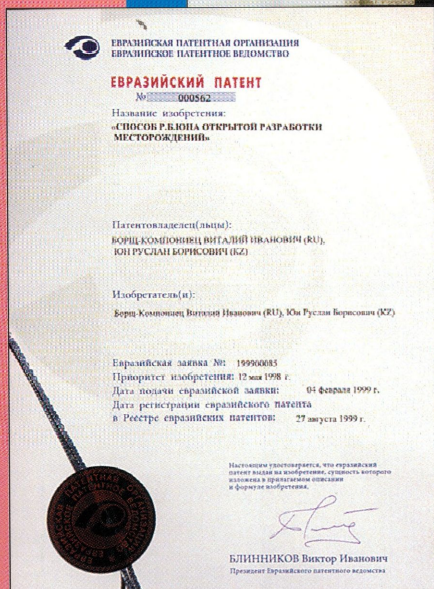 ЕВРАЗИЙСКАЯ ПАТЕНТНАЯ ОРГАНИЗАЦИЯ
ЕВРАЗИЙСКОЕ ПАТЕНТНОЕ ВЕДОМСТВО
ЕВРАЗИЙСКИЙ ПАТЕНТ
№ 000562
Название изобретения:
«СПОСОБ Р.Б.ЮНА ОТКРЫТОЙ РАЗРАБОТКИ
МЕСТОРОЖДЕНИЙ»
Патентовладелец(льцы):
БОРЩ-КОМПОНИЕЦ ВИТАЛИЙ ИВАНОВИЧ (RU),
ЮН РУСЛАН БОРИСОВИЧ (KZ)
Изобретатель(и):
Борщ-Компониец Виталий Иванович (RU), Юн Руслан Борисович (KZ)
Евразийская заявка №: 199900085
Приоритет изобретения: 12 мая 1998 г.
Дата подачи евразийской заявки: 04 февраля 1999 г.
Дата регистрации евразийского патента
в Реестре евразийских патентов: 27 августа 1999 г.
Настоящим удостоверяется, что евразийский
патент выдан на изобретение, сущность которого
изложена в прилагаемом описании
и формуле изобретения.
БЛИННИКОВ Виктор Иванович
Президент Евразийского патентного ведомства